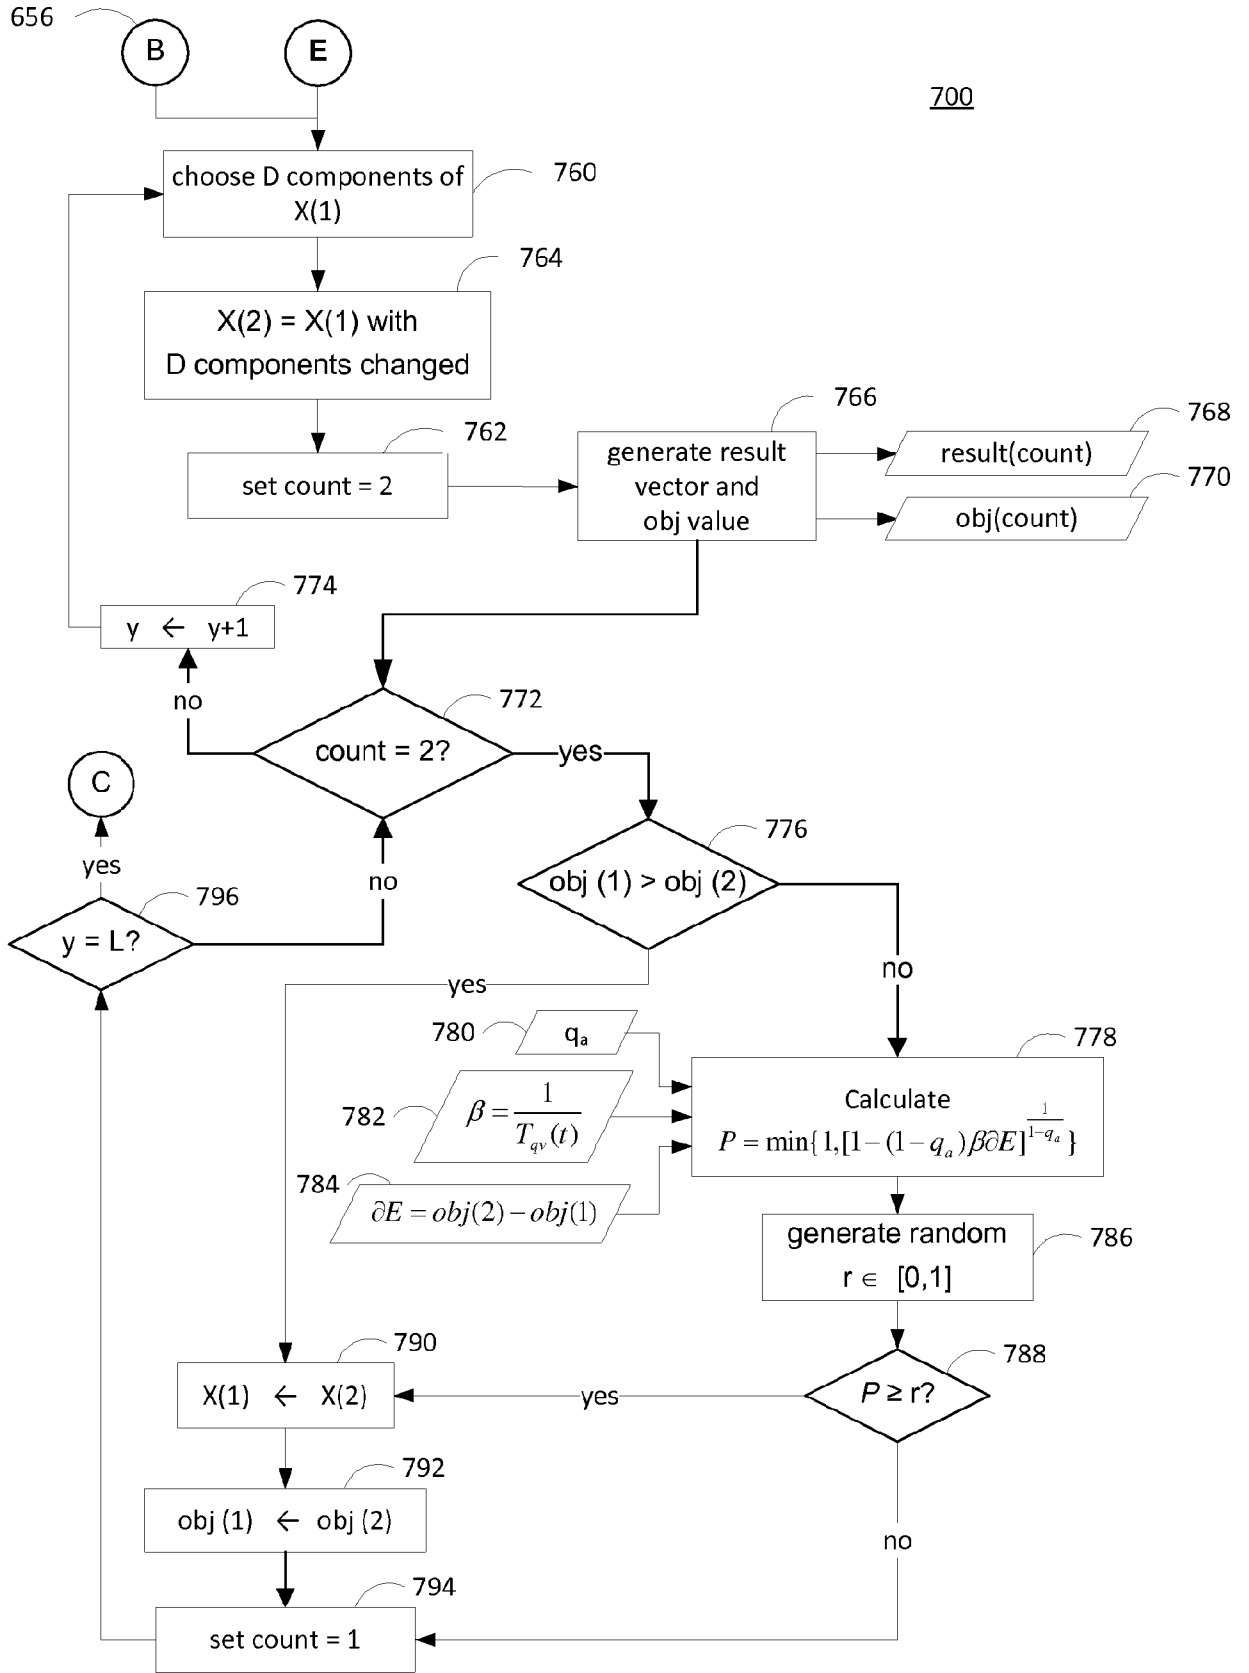 656
B
E
700
choose D components of
X(1)
760
764
X(2) = X(1) with
D components changed
762
set count = 2
766
generate result
vector and
obj value
768
result(count)
770
obj(count)
774
y ← y+1
no
772
count = 2?
yes
C
yes
776
obj (1) > obj (2)
no
796
y = L?
no
yes
780
qₐ
778
Calculate
P = min{1,[1−(1−qₐ)β∂E]^{\frac{1}{1−qₐ}}}
782
β = \frac{1}{T_{qv}(t)}
784
∂E = obj(2) − obj(1)
generate random
r ∈ [0,1]
786
790
X(1) ← X(2)
788
P ≥ r?
yes
792
obj (1) ← obj (2)
no
794
set count = 1